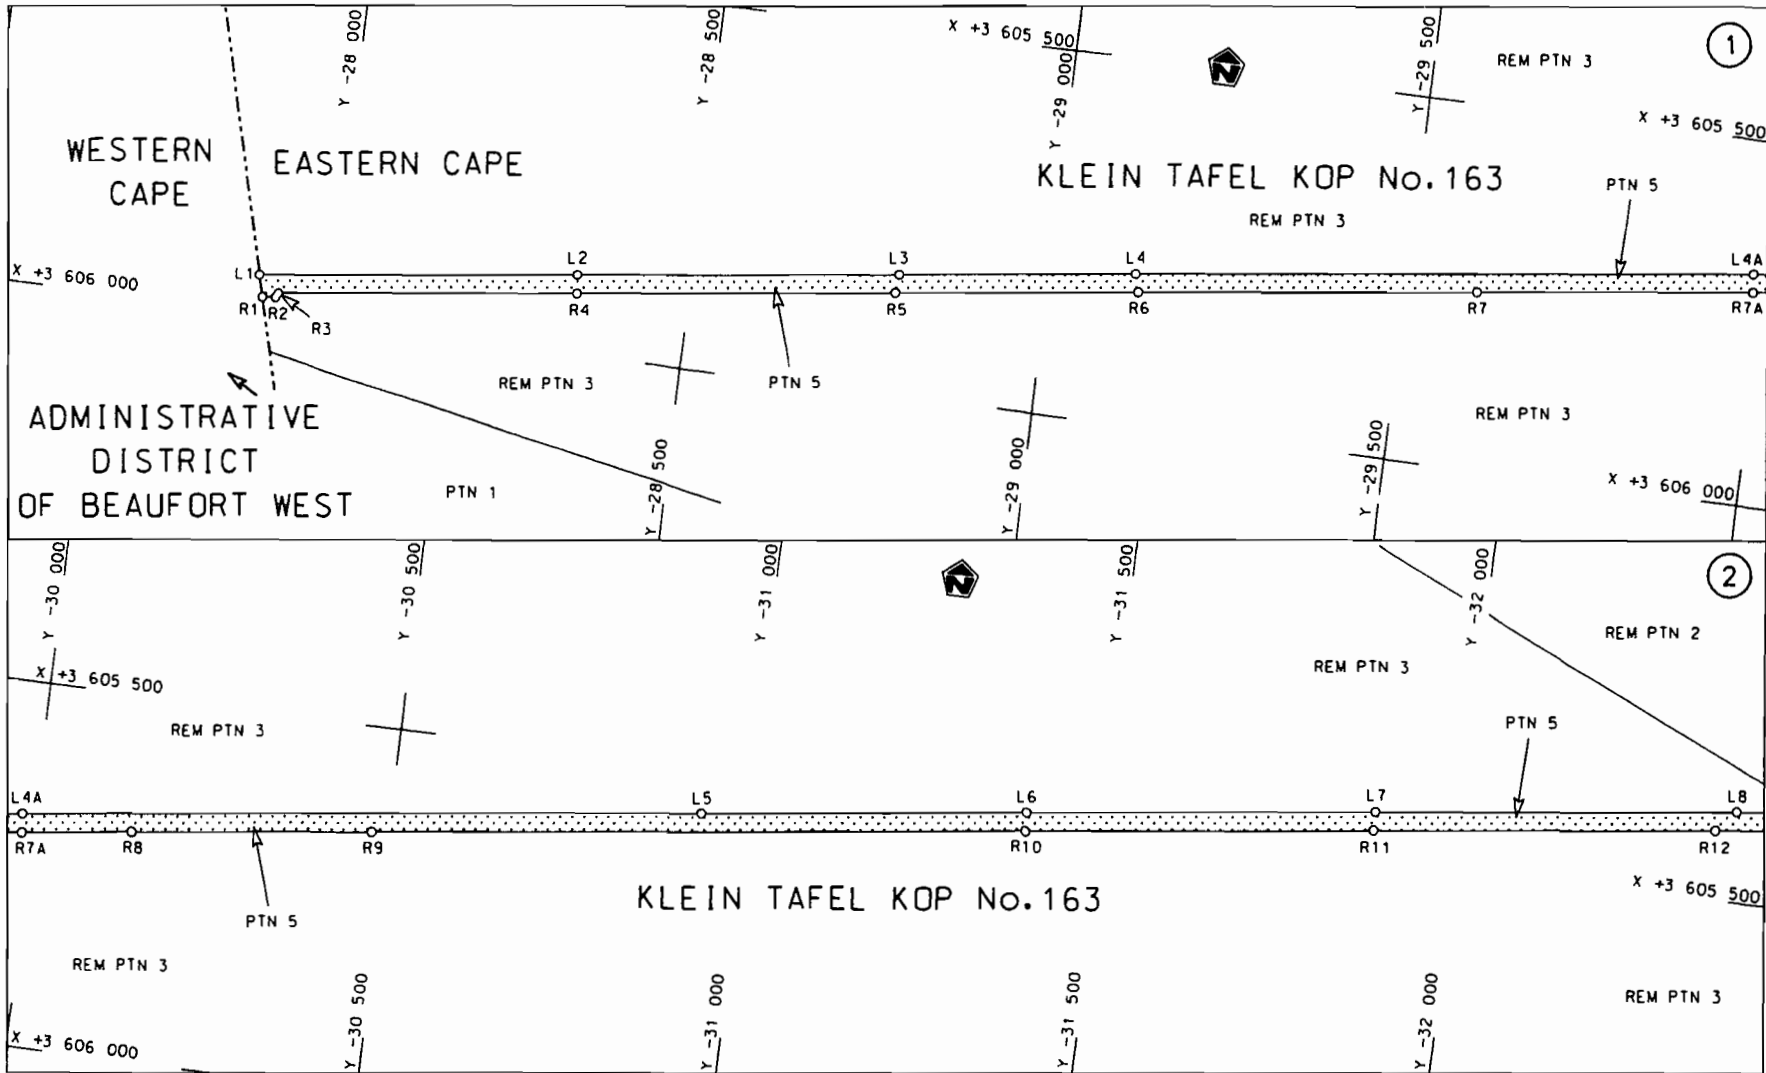 Y -28 000
Y -28 500
X +3 605 500
Y -29 000
Y -29 500
REM PTN 3
1
N
X +3 605 500
WESTERN
CAPE
EASTERN CAPE
KLEIN TAFEL KOP No.163
PTN 5
REM PTN 3
X +3 606 000
L1
L2
L3
L4
L4A
R1
R2
R3
R4
R5
R6
R7
R7A
REM PTN 3
PTN 5
REM PTN 3
ADMINISTRATIVE
DISTRICT
OF BEAUFORT WEST
PTN 1
Y -28 500
Y -29 000
Y -29 500
X +3 606 000
Y -30 000
Y -30 500
Y -31 000
N
Y -31 500
Y -32 000
2
REM PTN 2
X +3 605 500
REM PTN 3
REM PTN 3
PTN 5
L4A
L5
L6
L7
L8
R7A
R8
R9
R10
R11
R12
KLEIN TAFEL KOP No.163
X +3 605 500
PTN 5
REM PTN 3
REM PTN 3
X +3 606 000
Y -30 500
Y -31 000
Y -31 500
Y -32 000